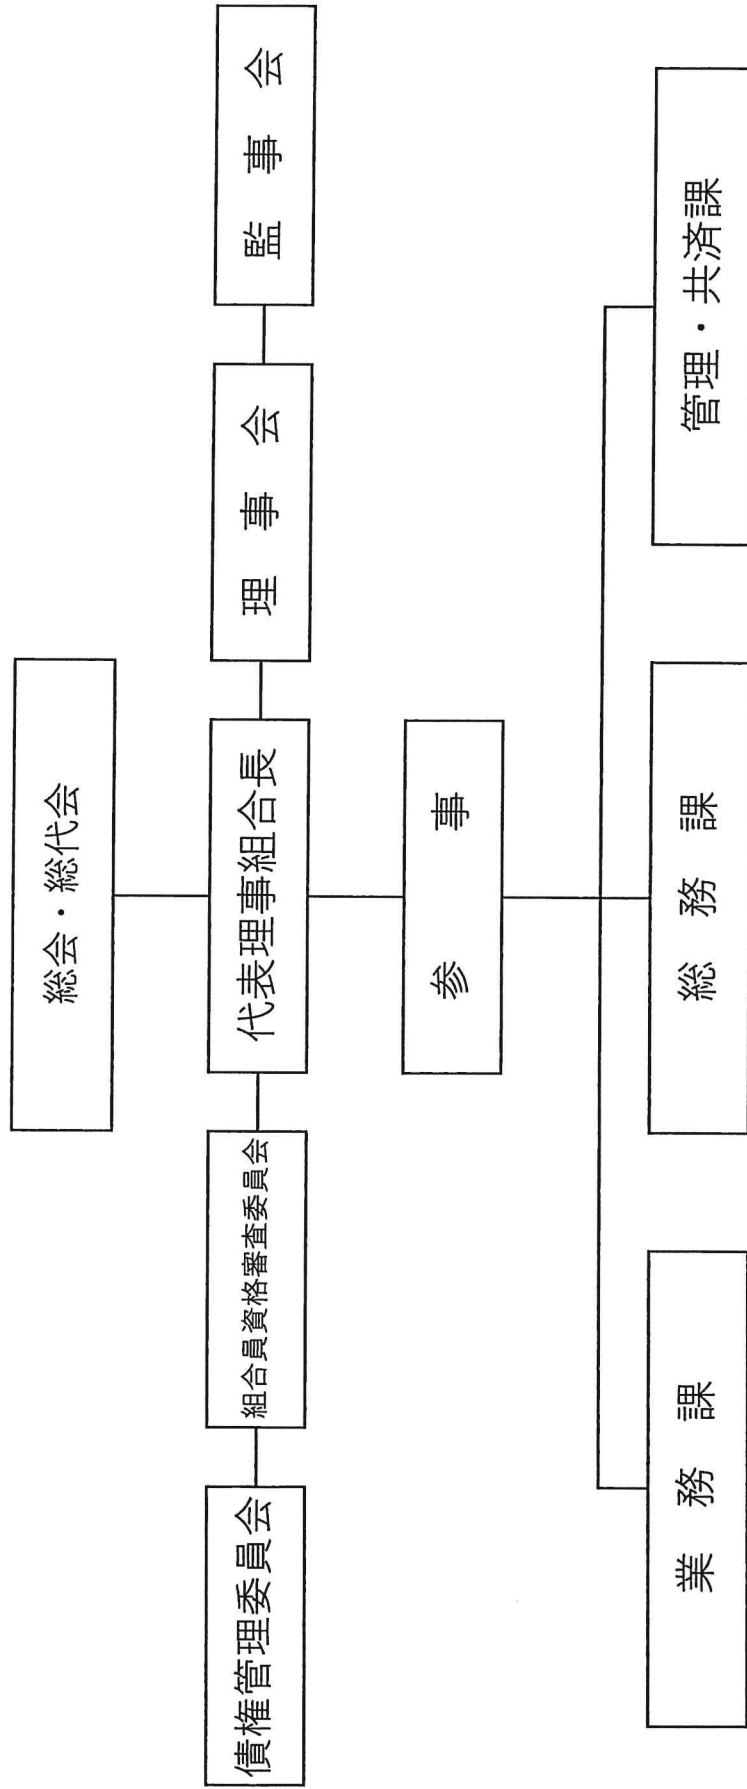 総会・総代会
債権管理委員会
組合員資格審査委員会
代表理事組合長
理事会
監事会
参事
業務課
総務課
管理・共済課